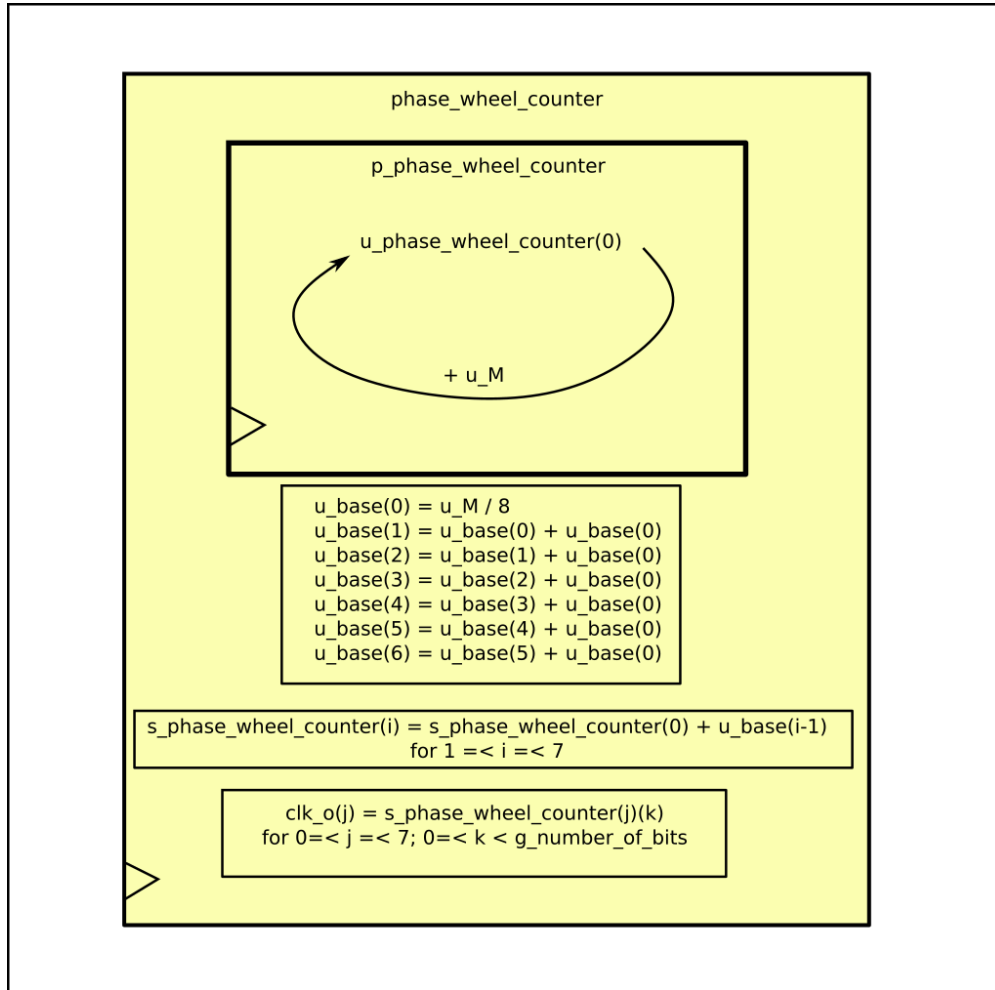 phase_wheel_counter
p_phase_wheel_counter
u_phase_wheel_counter(0)
+ u_M
u_base(0) = u_M / 8
u_base(1) = u_base(0) + u_base(0)
u_base(2) = u_base(1) + u_base(0)
u_base(3) = u_base(2) + u_base(0)
u_base(4) = u_base(3) + u_base(0)
u_base(5) = u_base(4) + u_base(0)
u_base(6) = u_base(5) + u_base(0)
s_phase_wheel_counter(i) = s_phase_wheel_counter(0) + u_base(i-1)
for 1 =< i =< 7
clk_o(j) = s_phase_wheel_counter(j)(k)
for 0=< j =< 7; 0=< k < g_number_of_bits